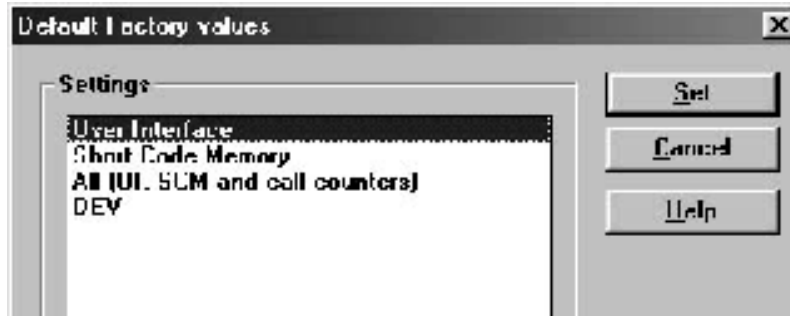 Default Factory values
Settings
User Interface
Short Code Memory
All (UI, SCM and call counters)
DEV
Set
Cancel
Help